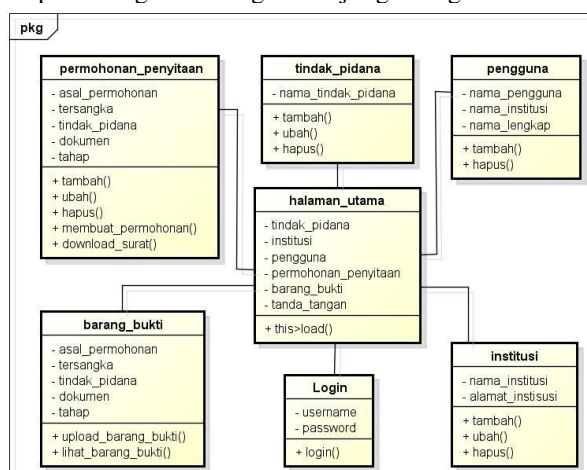 pkg
permohonan_penyitaan
- asal_permohonan
- tersangka
- tindak_pidana
- dokumen
- tahap
+ tambah()
+ ubah()
+ hapus()
+ membuat_permohonan()
+ download_surat()
tindak_pidana
- nama_tindak_pidana
+ tambah()
+ ubah()
+ hapus()
pengguna
- nama_pengguna
- nama_institusi
- nama_lengkap
+ tambah()
+ hapus()
halaman_utama
- tindak_pidana
- institusi
- pengguna
- permohonan_penyitaan
- barang_bukti
- tanda_tangan
+ this>load()
barang_bukti
- asal_permohonan
- tersangka
- tindak_pidana
- dokumen
- tahap
+ upload_barang_bukti()
+ lihat_barang_bukti()
Login
- username
- password
+ login()
institusi
- nama_institusi
- alamat_instisusi
+ tambah()
+ ubah()
+ hapus()